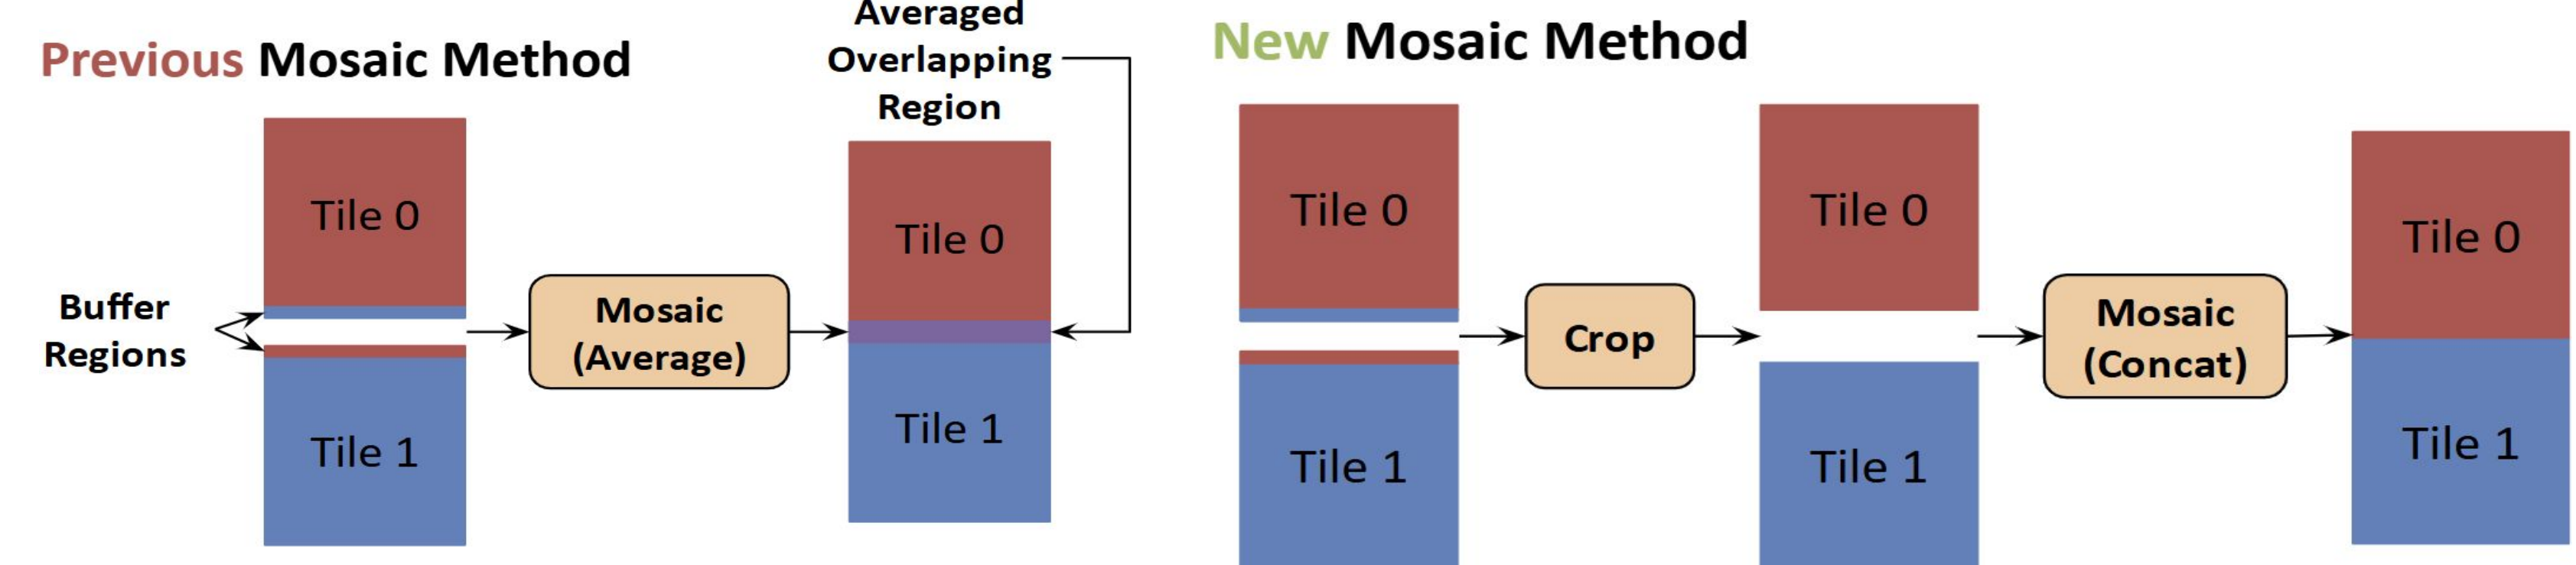 Previous Mosaic Method
Tile 0
Buffer
Regions
Tile 1
Mosaic
(Average)
Averaged
Overlapping
Region
Tile 0
Tile 1
New Mosaic Method
Tile 0
Tile 1
Crop
Tile 0
Tile 1
Mosaic
(Concat)
Tile 0
Tile 1